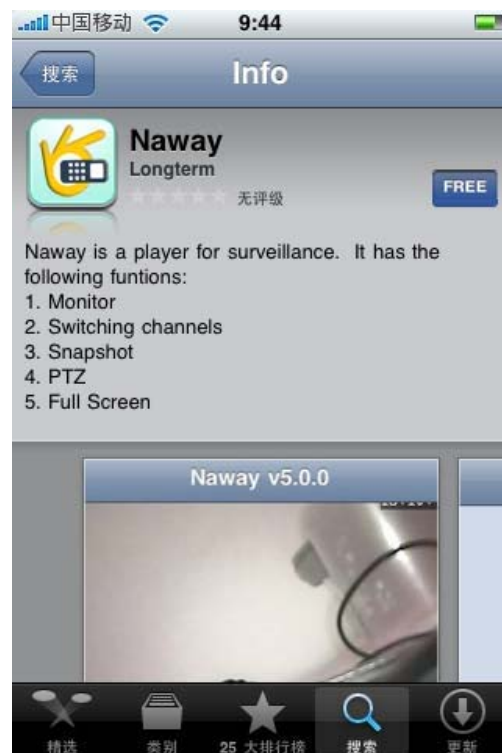 中国移动 9:44
搜索 Info
Naway
Longterm
无评级 FREE
Naway is a player for surveillance. It has the
following funtions:
1. Monitor
2. Switching channels
3. Snapshot
4. PTZ
5. Full Screen
Naway v5.0.0
精选 类别 25 大排行榜 搜索 更新